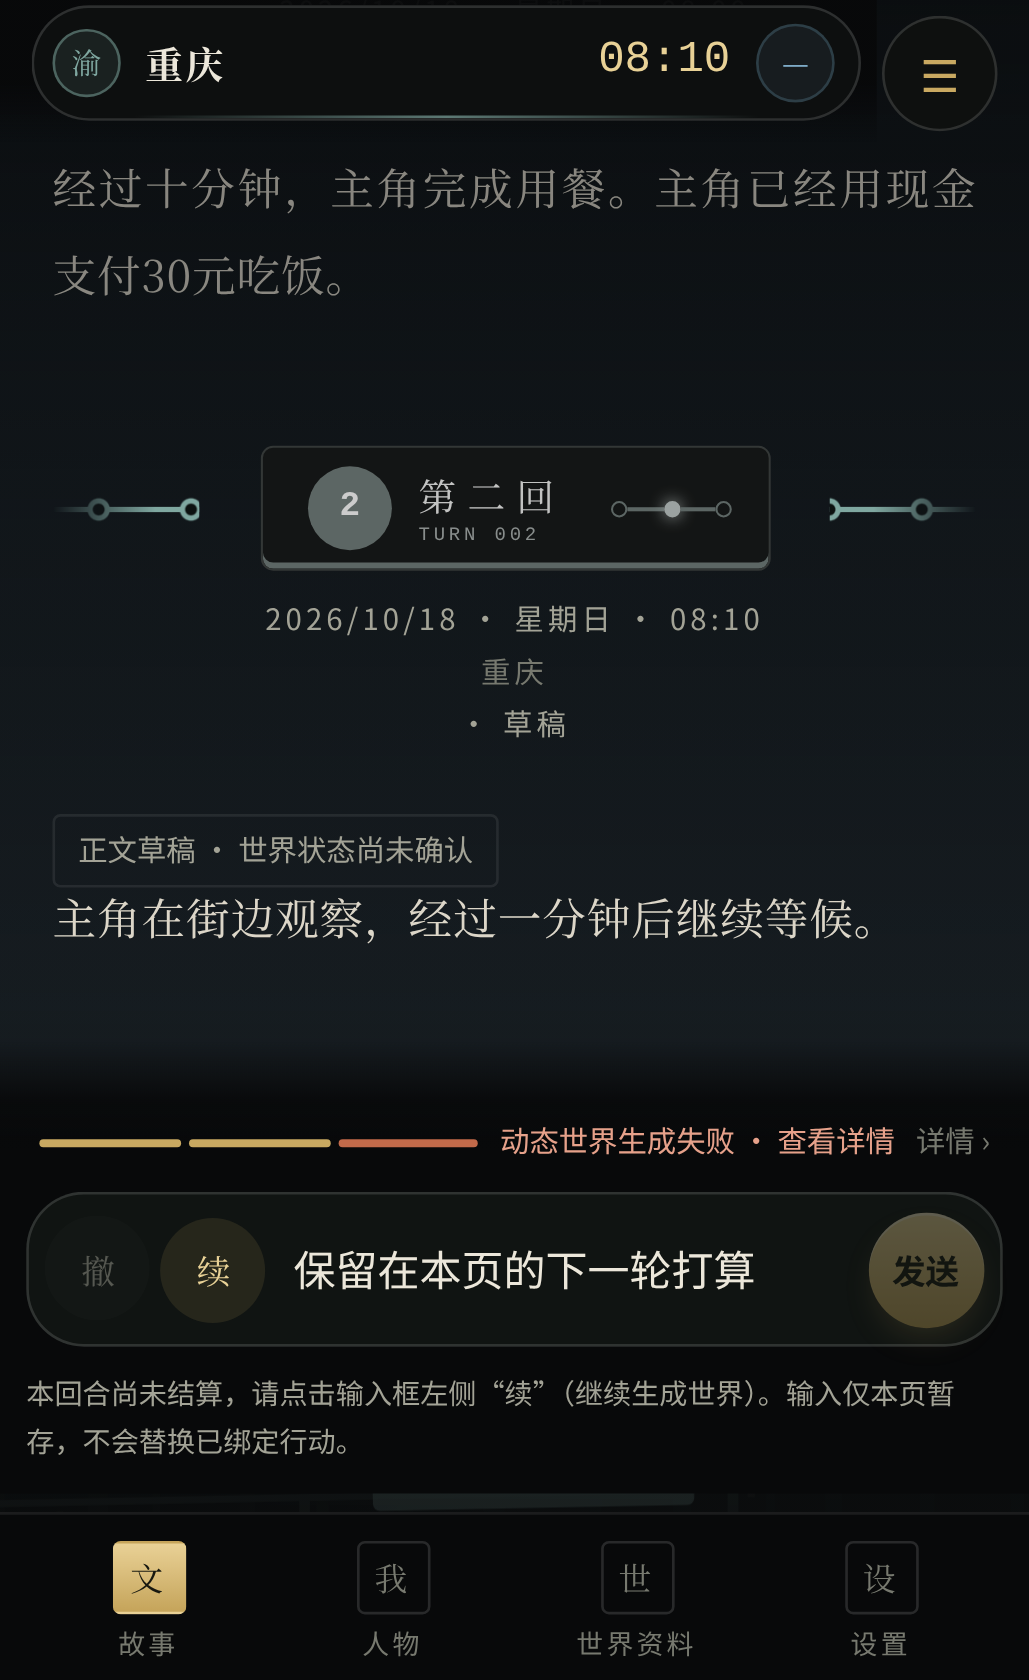 渝 重庆 08:10 — ☰
经过十分钟，主角完成用餐。主角已经用现金
支付30元吃饭。
2 第二回
TURN 002
2026/10/18 · 星期日 · 08:10
重庆
· 草稿
正文草稿 · 世界状态尚未确认
主角在街边观察，经过一分钟后继续等候。
动态世界生成失败 · 查看详情 详情 ›
撤 续 保留在本页的下一轮打算 发送
本回合尚未结算，请点击输入框左侧“续”（继续生成世界）。输入仅本页暂
存，不会替换已绑定行动。
文 我 世 设
故事 人物 世界资料 设置